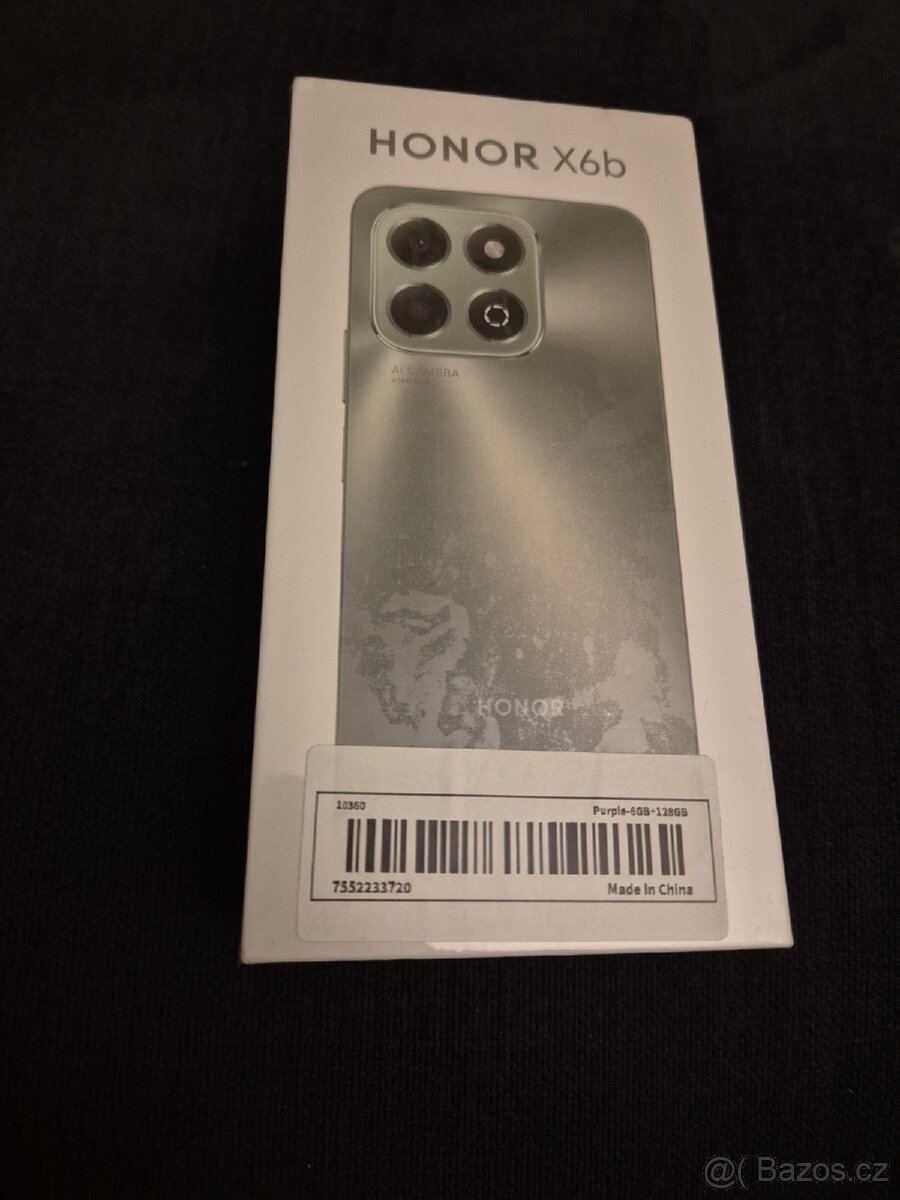 HONOR X6b
AI CAMERA
HONOR
10360
Purple-6GB+128GB
7552233720
Made In China
@( Bazos.cz